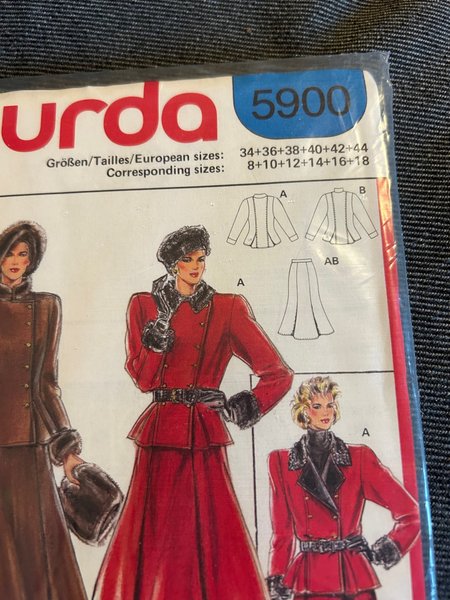 urda
5900
Größen/Tailles/European sizes: 34+36+38+40+42+44
Corresponding sizes: 8+10+12+14+16+18
A
B
AB
A
A